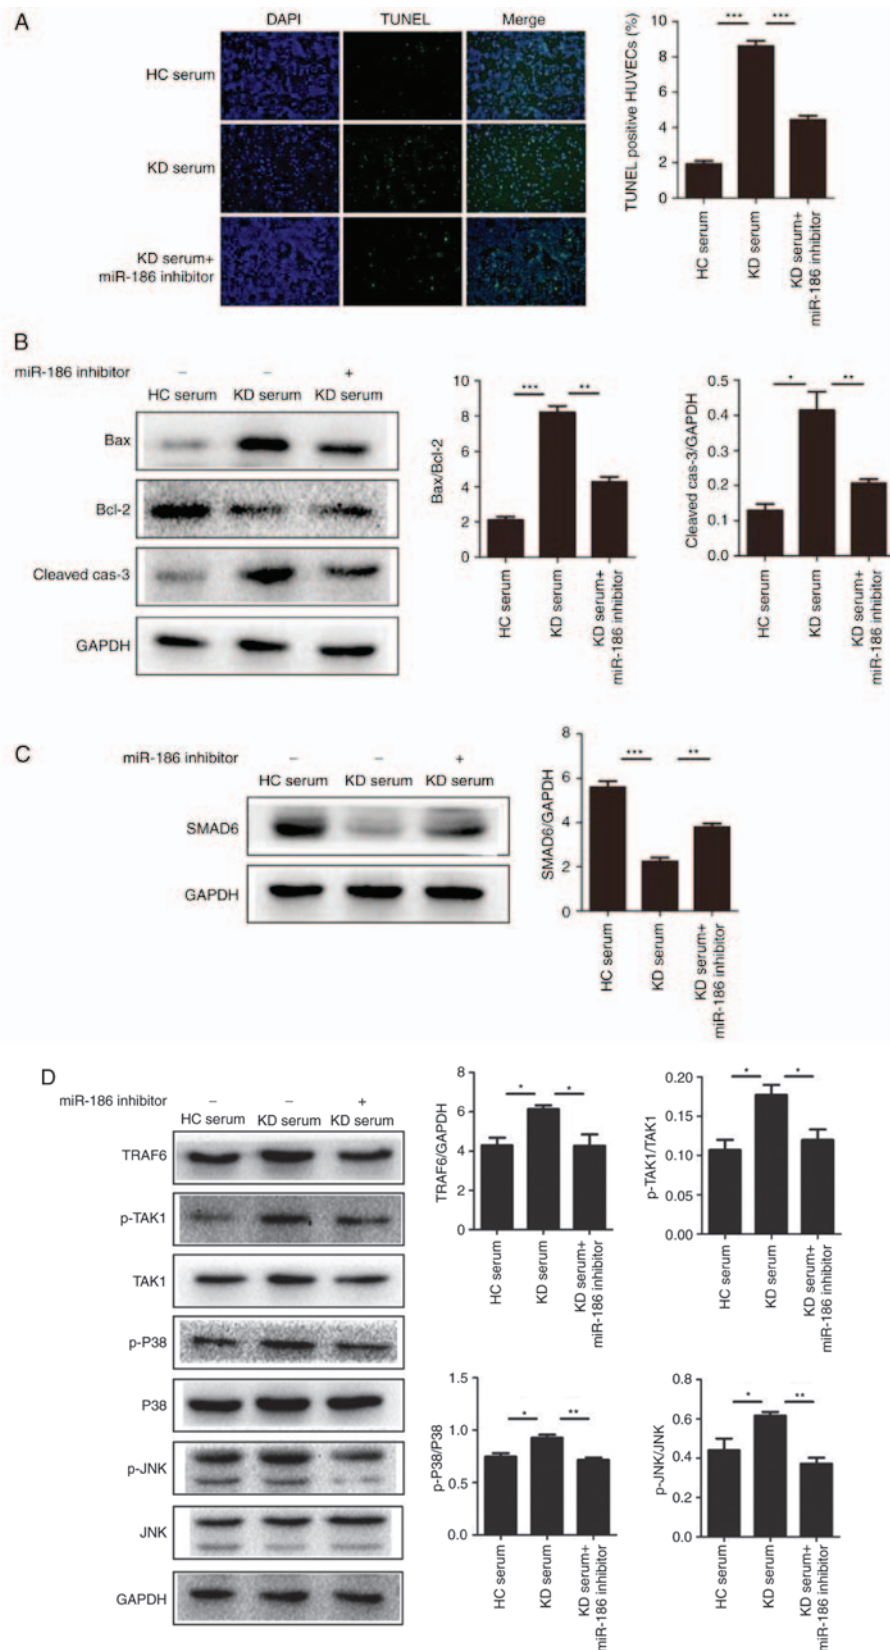 A
DAPI TUNEL Merge
HC serum
KD serum
KD serum+
miR-186 inhibitor
TUNEL positive HUVECs (%)
10
8
6
4
2
0
*** ***
HC serum
KD serum
KD serum+
miR-186 inhibitor
B
miR-186 inhibitor – – +
HC serum KD serum KD serum
Bax
Bcl-2
Cleaved cas-3
GAPDH
Bax/Bcl-2
10
8
6
4
2
0
*** **
HC serum
KD serum
KD serum+
miR-186 inhibitor
Cleaved cas-3/GAPDH
0.5
0.4
0.3
0.2
0.1
0.0
* **
HC serum
KD serum
KD serum+
miR-186 inhibitor
C
miR-186 inhibitor – – +
HC serum KD serum KD serum
SMAD6
GAPDH
SMAD6/GAPDH
8
6
4
2
0
*** **
HC serum
KD serum
KD serum+
miR-186 inhibitor
D
miR-186 inhibitor – – +
HC serum KD serum KD serum
TRAF6
p-TAK1
TAK1
p-P38
P38
p-JNK
JNK
GAPDH
TRAF6/GAPDH
8
6
4
2
0
* *
HC serum
KD serum
KD serum+
miR-186 inhibitor
p-TAK1/TAK1
0.20
0.15
0.10
0.05
0.00
* *
HC serum
KD serum
KD serum+
miR-186 inhibitor
p-P38/P38
1.5
1.0
0.5
0.0
* **
HC serum
KD serum
KD serum+
miR-186 inhibitor
p-JNK/JNK
0.8
0.6
0.4
0.2
0.0
* **
HC serum
KD serum
KD serum+
miR-186 inhibitor